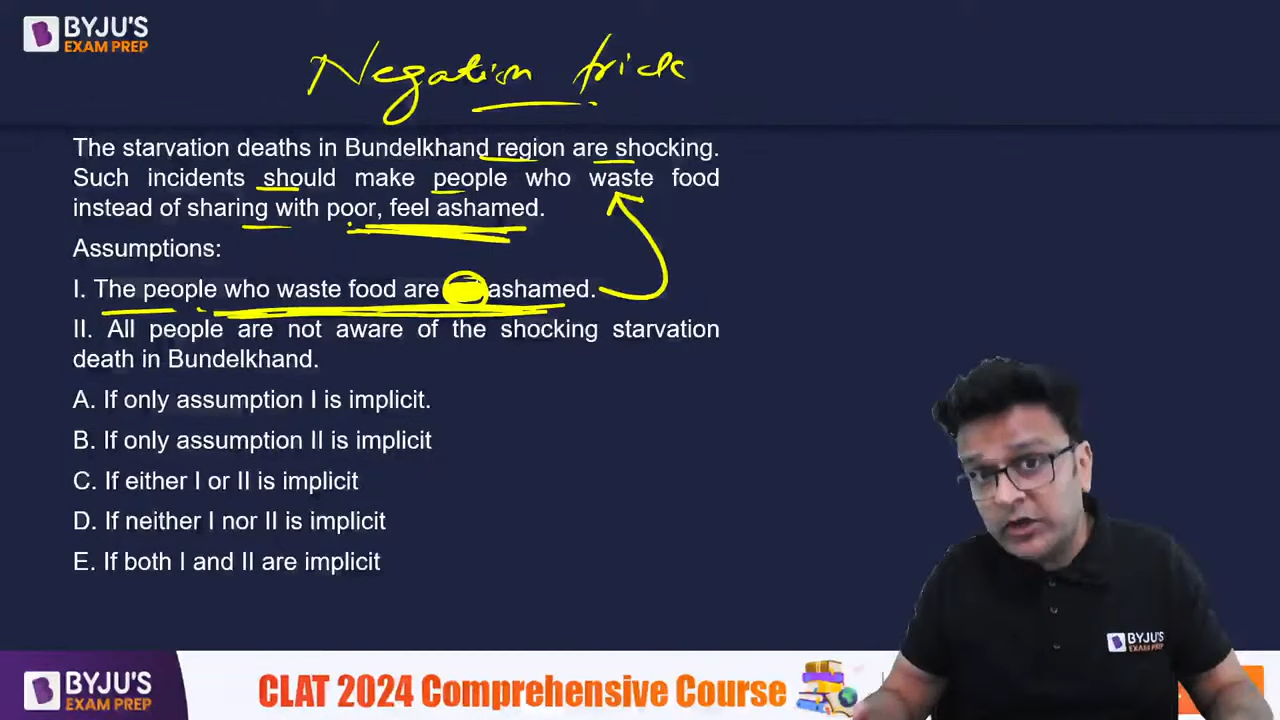 BYJU'S
EXAM PREP
Negation trick
The starvation deaths in Bundelkhand region are shocking.
Such incidents should make people who waste food
instead of sharing with poor, feel ashamed.
Assumptions:
I. The people who waste food are ashamed.
II. All people are not aware of the shocking starvation
death in Bundelkhand.
A. If only assumption I is implicit.
B. If only assumption II is implicit
C. If either I or II is implicit
D. If neither I nor II is implicit
E. If both I and II are implicit
BYJU'S
EXAM PREP
BYJU'S
EXAM PREP
CLAT 2024 Comprehensive Course